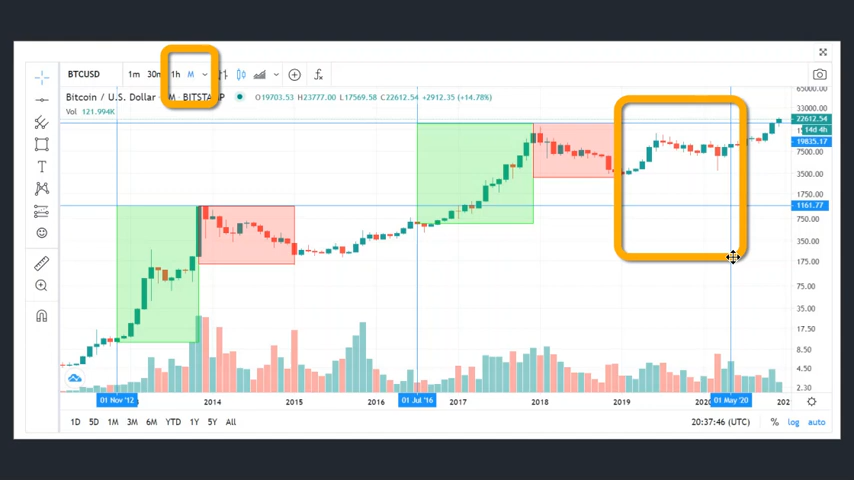 BTCUSD 1m 30m 1h M
Bitcoin / U.S. Dollar M BITSTAMP O19703.53 H23777.00 L17569.58 C22612.54 +2912.35 (+14.78%)
Vol 121.994K
65000.00
33000.00
22612.54
14d 4h
19835.17
7500.00
3500.00
1750.00
1161.77
750.00
350.00
175.00
75.00
35.00
17.50
8.50
4.50
2.30
01 Nov '12 2014 2015 2016 01 Jul '16 2017 2018 2019 01 May '20 202
1D 5D 1M 3M 6M YTD 1Y 5Y All 20:37:46 (UTC) % log auto